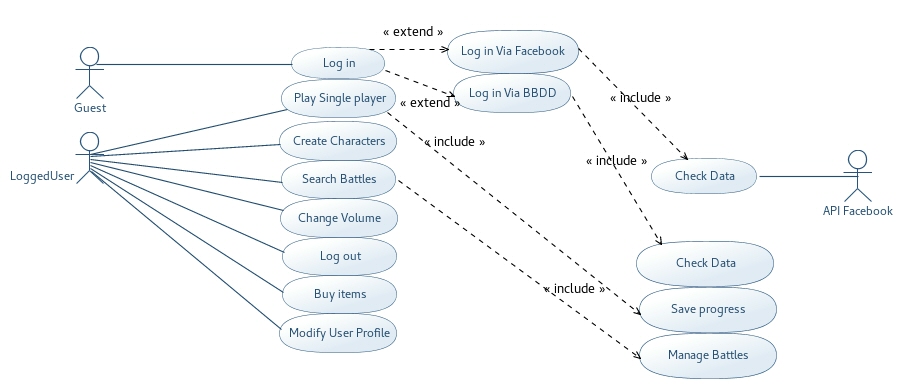 « extend »
Log in Via Facebook
Log in
Guest
« extend »
Log in Via BBDD
« include »
Play Single player
Create Characters
« include »
« include »
LoggedUser
Search Battles
Check Data
API Facebook
Change Volume
Log out
Check Data
Buy items
« include »
Save progress
Modify User Profile
Manage Battles